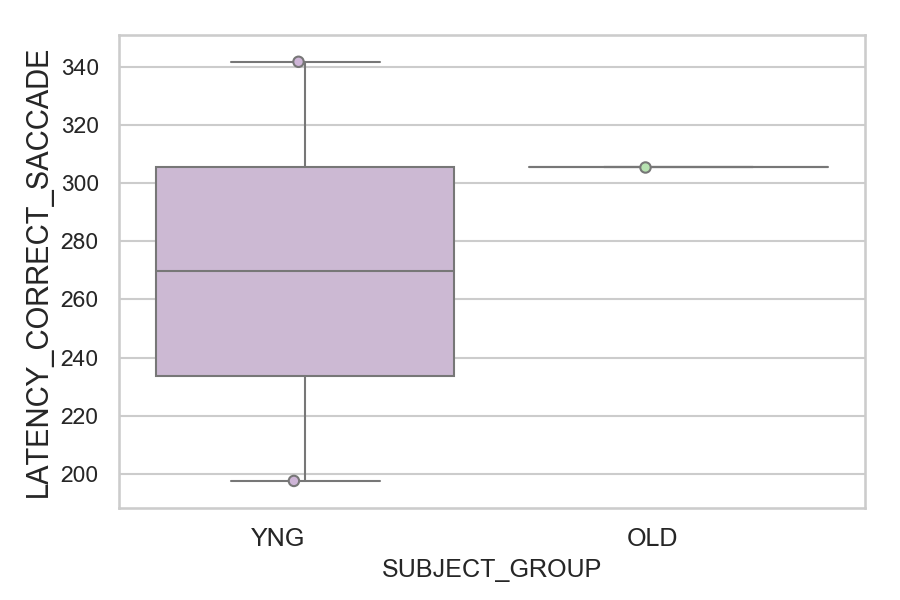 LATENCY_CORRECT_SACCADE
340
320
300
280
260
240
220
200
YNG OLD
SUBJECT_GROUP